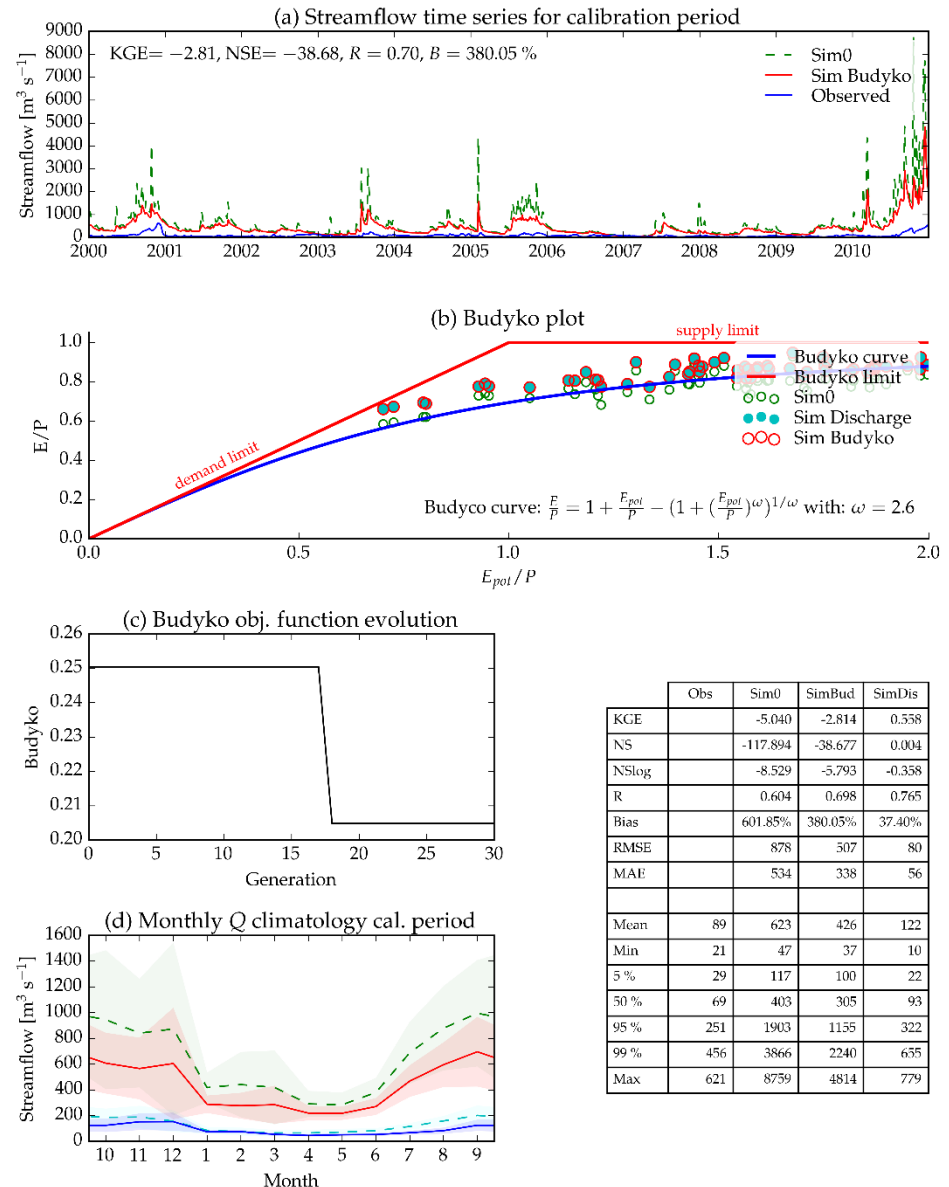 (a) Streamflow time series for calibration period
KGE= −2.81, NSE= −38.68, R = 0.70, B = 380.05 %
Sim0
Sim Budyko
Observed
Streamflow [m³ s⁻¹]
9000
8000
7000
6000
5000
4000
3000
2000
1000
0
2000 2001 2002 2003 2004 2005 2006 2007 2008 2009 2010
(b) Budyko plot
supply limit
demand limit
Budyko curve
Budyko limit
Sim0
Sim Discharge
Sim Budyko
E/P
1.0
0.8
0.6
0.4
0.2
0.0
Budyco curve: E/P = 1 + E_pot/P − (1 + (E_pot/P)^ω)^1/ω with: ω = 2.6
0.0 0.5 1.0 1.5 2.0
E_pot/P
(c) Budyko obj. function evolution
Budyko
0.26
0.25
0.24
0.23
0.22
0.21
0.20
0 5 10 15 20 25 30
Generation
(d) Monthly Q climatology cal. period
Streamflow [m³ s⁻¹]
1600
1400
1200
1000
800
600
400
200
0
10 11 12 1 2 3 4 5 6 7 8 9
Month
Obs Sim0 SimBud SimDis
KGE -5.040 -2.814 0.558
NS -117.894 -38.677 0.004
NSlog -8.529 -5.793 -0.358
R 0.604 0.698 0.765
Bias 601.85% 380.05% 37.40%
RMSE 878 507 80
MAE 534 338 56
Mean 89 623 426 122
Min 21 47 37 10
5 % 29 117 100 22
50 % 69 403 305 93
95 % 251 1903 1155 322
99 % 456 3866 2240 655
Max 621 8759 4814 779